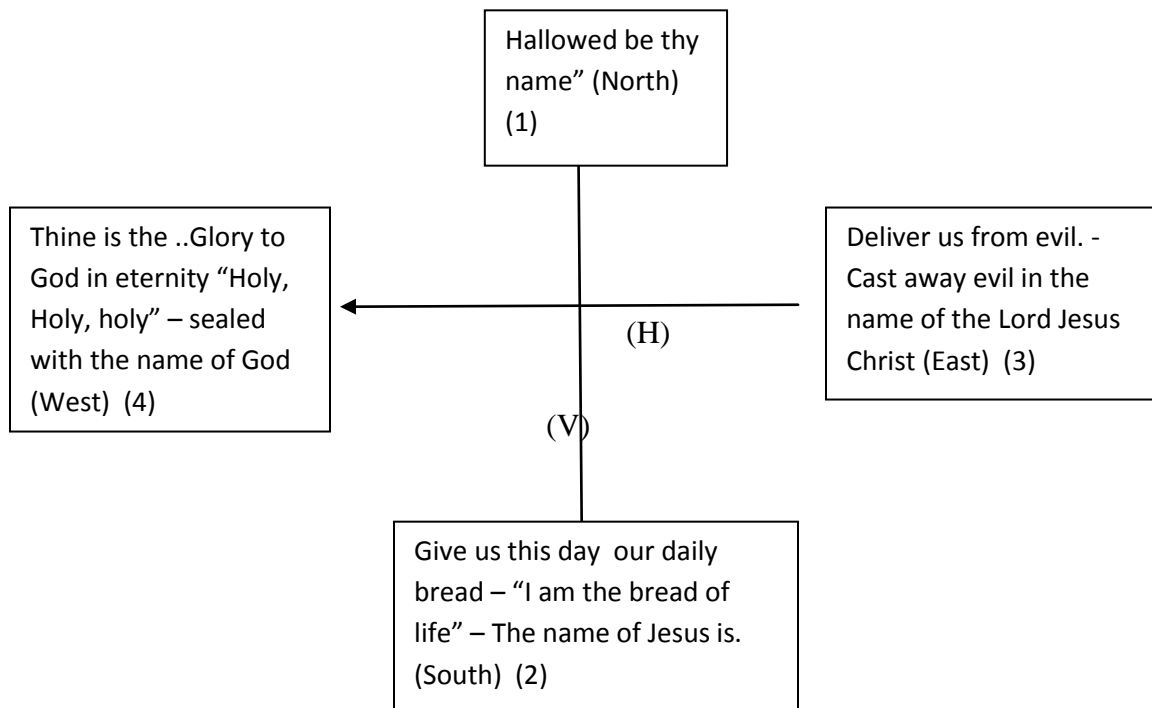 Hallowed be thy
name” (North)
(1)
Thine is the ..Glory to
God in eternity “Holy,
Holy, holy” – sealed
with the name of God
(West)  (4)
Deliver us from evil. -
Cast away evil in the
name of the Lord Jesus
Christ (East)  (3)
(H)
(V)
Give us this day  our daily
bread – “I am the bread of
life” – The name of Jesus is.
(South)  (2)